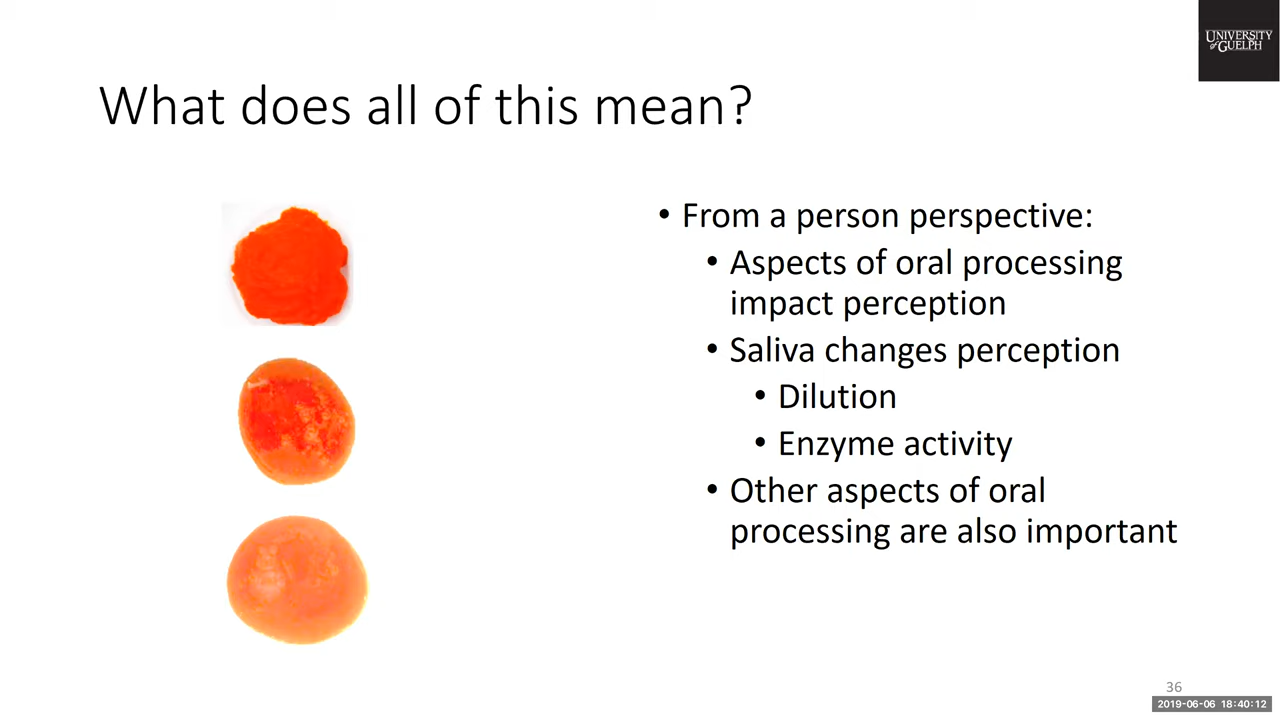 UNIVERSITY
of GUELPH
What does all of this mean?
• From a person perspective:
• Aspects of oral processing
impact perception
• Saliva changes perception
• Dilution
• Enzyme activity
• Other aspects of oral
processing are also important
36
2019-06-06 18:40:12